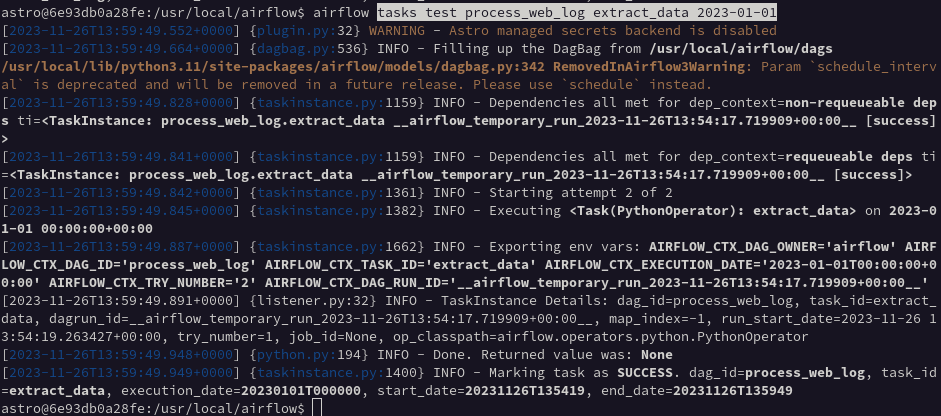 astro@6e93db0a28fe:/usr/local/airflow$ airflow tasks test process_web_log extract_data 2023-01-01
[2023-11-26T13:59:49.552+0000] {plugin.py:32} WARNING - Astro managed secrets backend is disabled
[2023-11-26T13:59:49.664+0000] {dagbag.py:536} INFO - Filling up the DagBag from /usr/local/airflow/dags
/usr/local/lib/python3.11/site-packages/airflow/models/dagbag.py:342 RemovedInAirflow3Warning: Param `schedule_interv
al` is deprecated and will be removed in a future release. Please use `schedule` instead.
[2023-11-26T13:59:49.828+0000] {taskinstance.py:1159} INFO - Dependencies all met for dep_context=non-requeueable dep
s ti=<TaskInstance: process_web_log.extract_data __airflow_temporary_run_2023-11-26T13:54:17.719909+00:00__ [success]
>
[2023-11-26T13:59:49.841+0000] {taskinstance.py:1159} INFO - Dependencies all met for dep_context=requeueable deps ti
=<TaskInstance: process_web_log.extract_data __airflow_temporary_run_2023-11-26T13:54:17.719909+00:00__ [success]>
[2023-11-26T13:59:49.842+0000] {taskinstance.py:1361} INFO - Starting attempt 2 of 2
[2023-11-26T13:59:49.845+0000] {taskinstance.py:1382} INFO - Executing <Task(PythonOperator): extract_data> on 2023-0
1-01 00:00:00+00:00
[2023-11-26T13:59:49.887+0000] {taskinstance.py:1662} INFO - Exporting env vars: AIRFLOW_CTX_DAG_OWNER='airflow' AIRF
LOW_CTX_DAG_ID='process_web_log' AIRFLOW_CTX_TASK_ID='extract_data' AIRFLOW_CTX_EXECUTION_DATE='2023-01-01T00:00:00+0
0:00' AIRFLOW_CTX_TRY_NUMBER='2' AIRFLOW_CTX_DAG_RUN_ID='__airflow_temporary_run_2023-11-26T13:54:17.719909+00:00__'
[2023-11-26T13:59:49.891+0000] {listener.py:32} INFO - TaskInstance Details: dag_id=process_web_log, task_id=extract_
data, dagrun_id=__airflow_temporary_run_2023-11-26T13:54:17.719909+00:00__, map_index=-1, run_start_date=2023-11-26 1
3:54:19.263427+00:00, try_number=1, job_id=None, op_classpath=airflow.operators.python.PythonOperator
[2023-11-26T13:59:49.948+0000] {python.py:194} INFO - Done. Returned value was: None
[2023-11-26T13:59:49.949+0000] {taskinstance.py:1400} INFO - Marking task as SUCCESS. dag_id=process_web_log, task_id
=extract_data, execution_date=20230101T000000, start_date=20231126T135419, end_date=20231126T135949
astro@6e93db0a28fe:/usr/local/airflow$